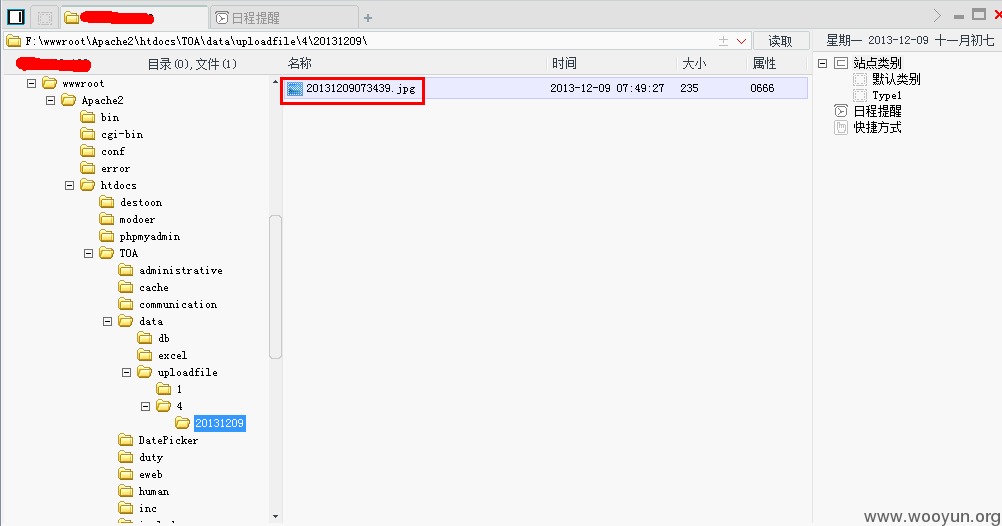 日程提醒
F:\wwwroot\Apache2\htdocs\TOA\data\uploadfile\4\20131209\
读取
星期一 2013-12-09 十一月初七
目录(0),文件(1)
名称 时间 大小 属性
20131209073439.jpg 2013-12-09 07:49:27 235 0666
wwwroot
Apache2
bin
cgi-bin
conf
error
htdocs
destoon
modoer
phpmyadmin
TOA
administrative
cache
communication
data
db
excel
uploadfile
1
4
20131209
DatePicker
duty
eweb
human
inc
站点类别
默认类别
Type1
日程提醒
快捷方式
www.wooyun.org